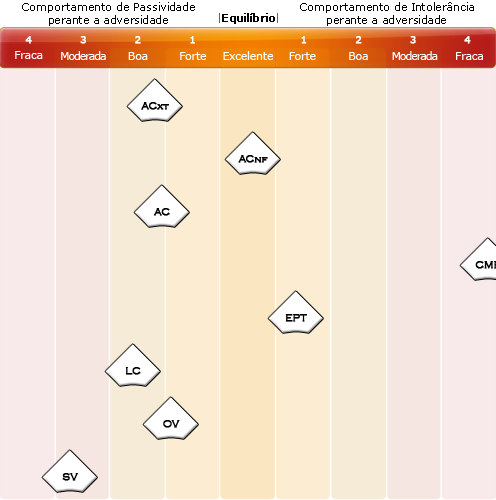 Comportamento de Passividade
perante a adversidade
|Equilíbrio|
Comportamento de Intolerância
perante a adversidade
4 3 2 1 1 2 3 4
Fraca Moderada Boa Forte Excelente Forte Boa Moderada Fraca
ACxt
ACnf
AC
EPT
LC
OV
SV